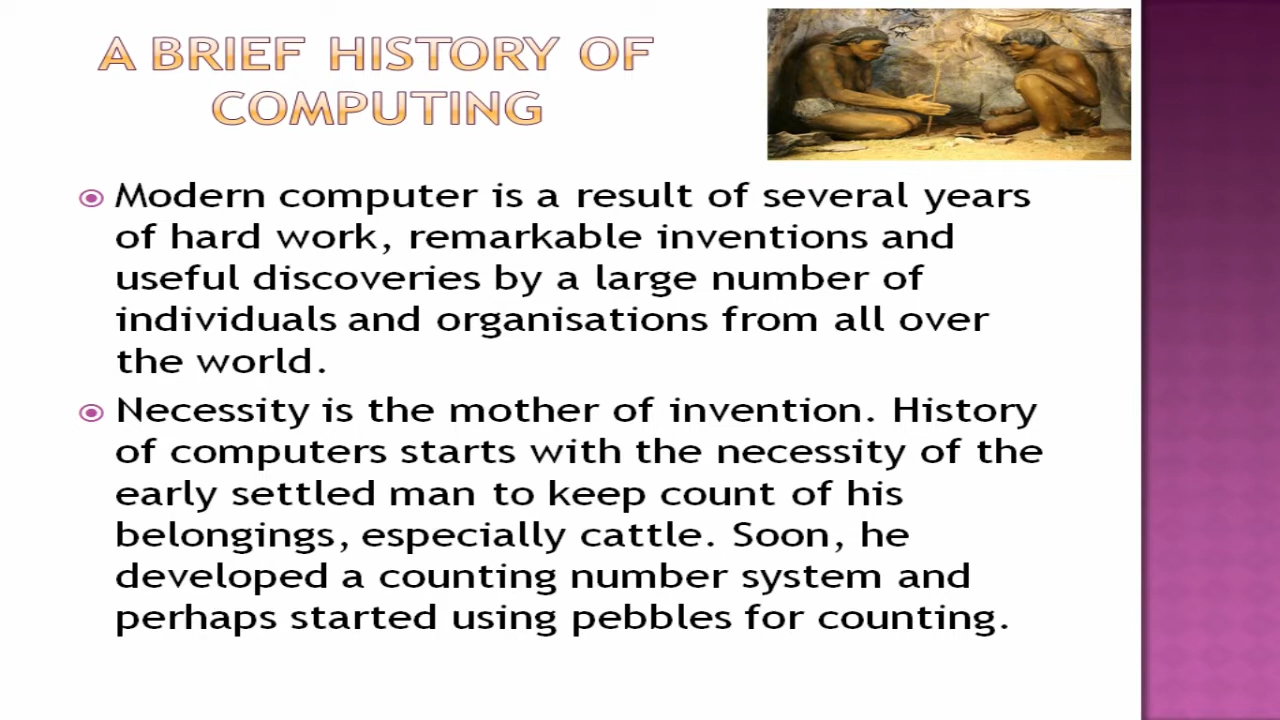 A BRIEF HISTORY OF
COMPUTING
Modern computer is a result of several years
of hard work, remarkable inventions and
useful discoveries by a large number of
individuals and organisations from all over
the world.
Necessity is the mother of invention. History
of computers starts with the necessity of the
early settled man to keep count of his
belongings, especially cattle. Soon, he
developed a counting number system and
perhaps started using pebbles for counting.